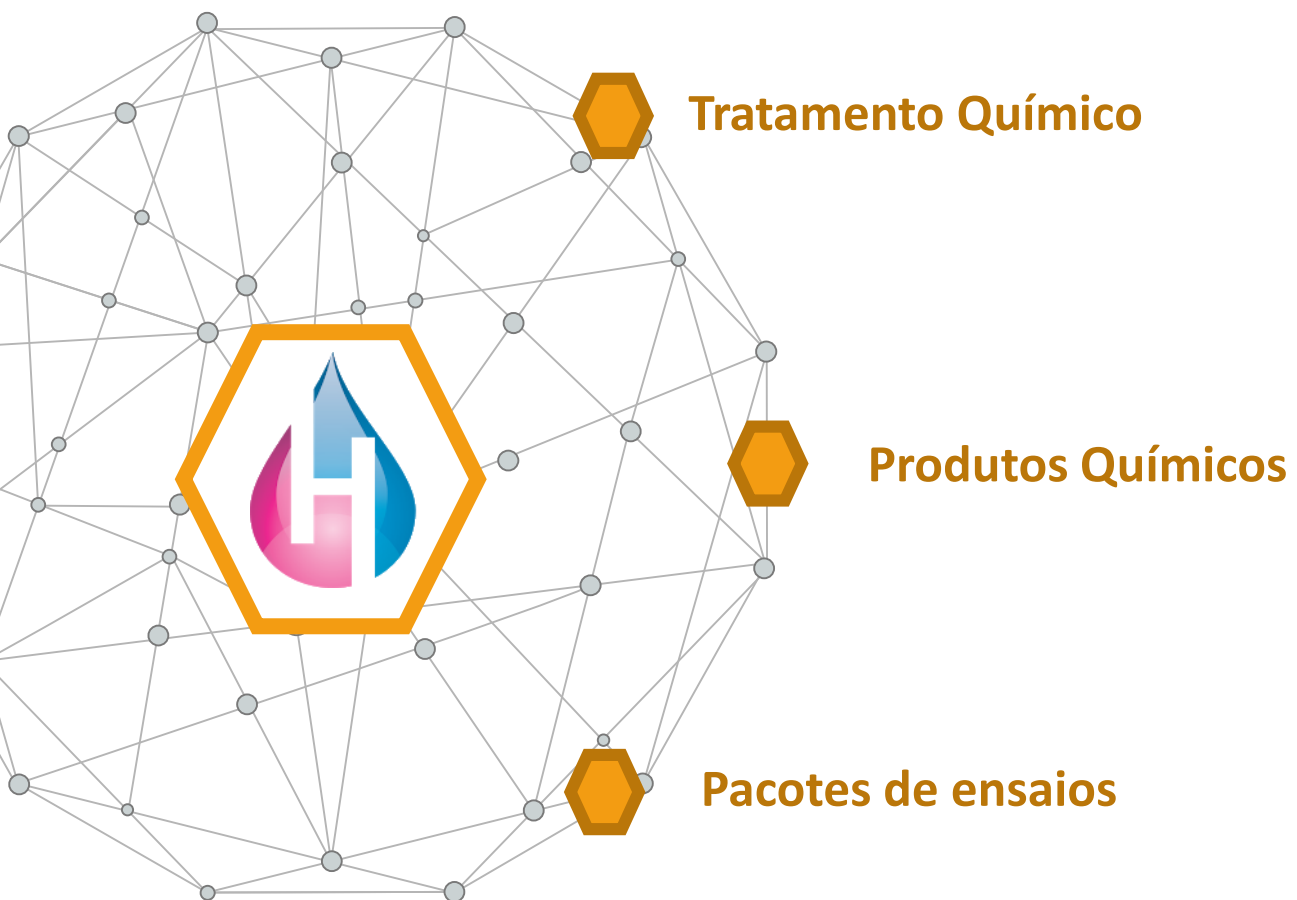 Tratamento Químico
H
Produtos Químicos
Pacotes de ensaios